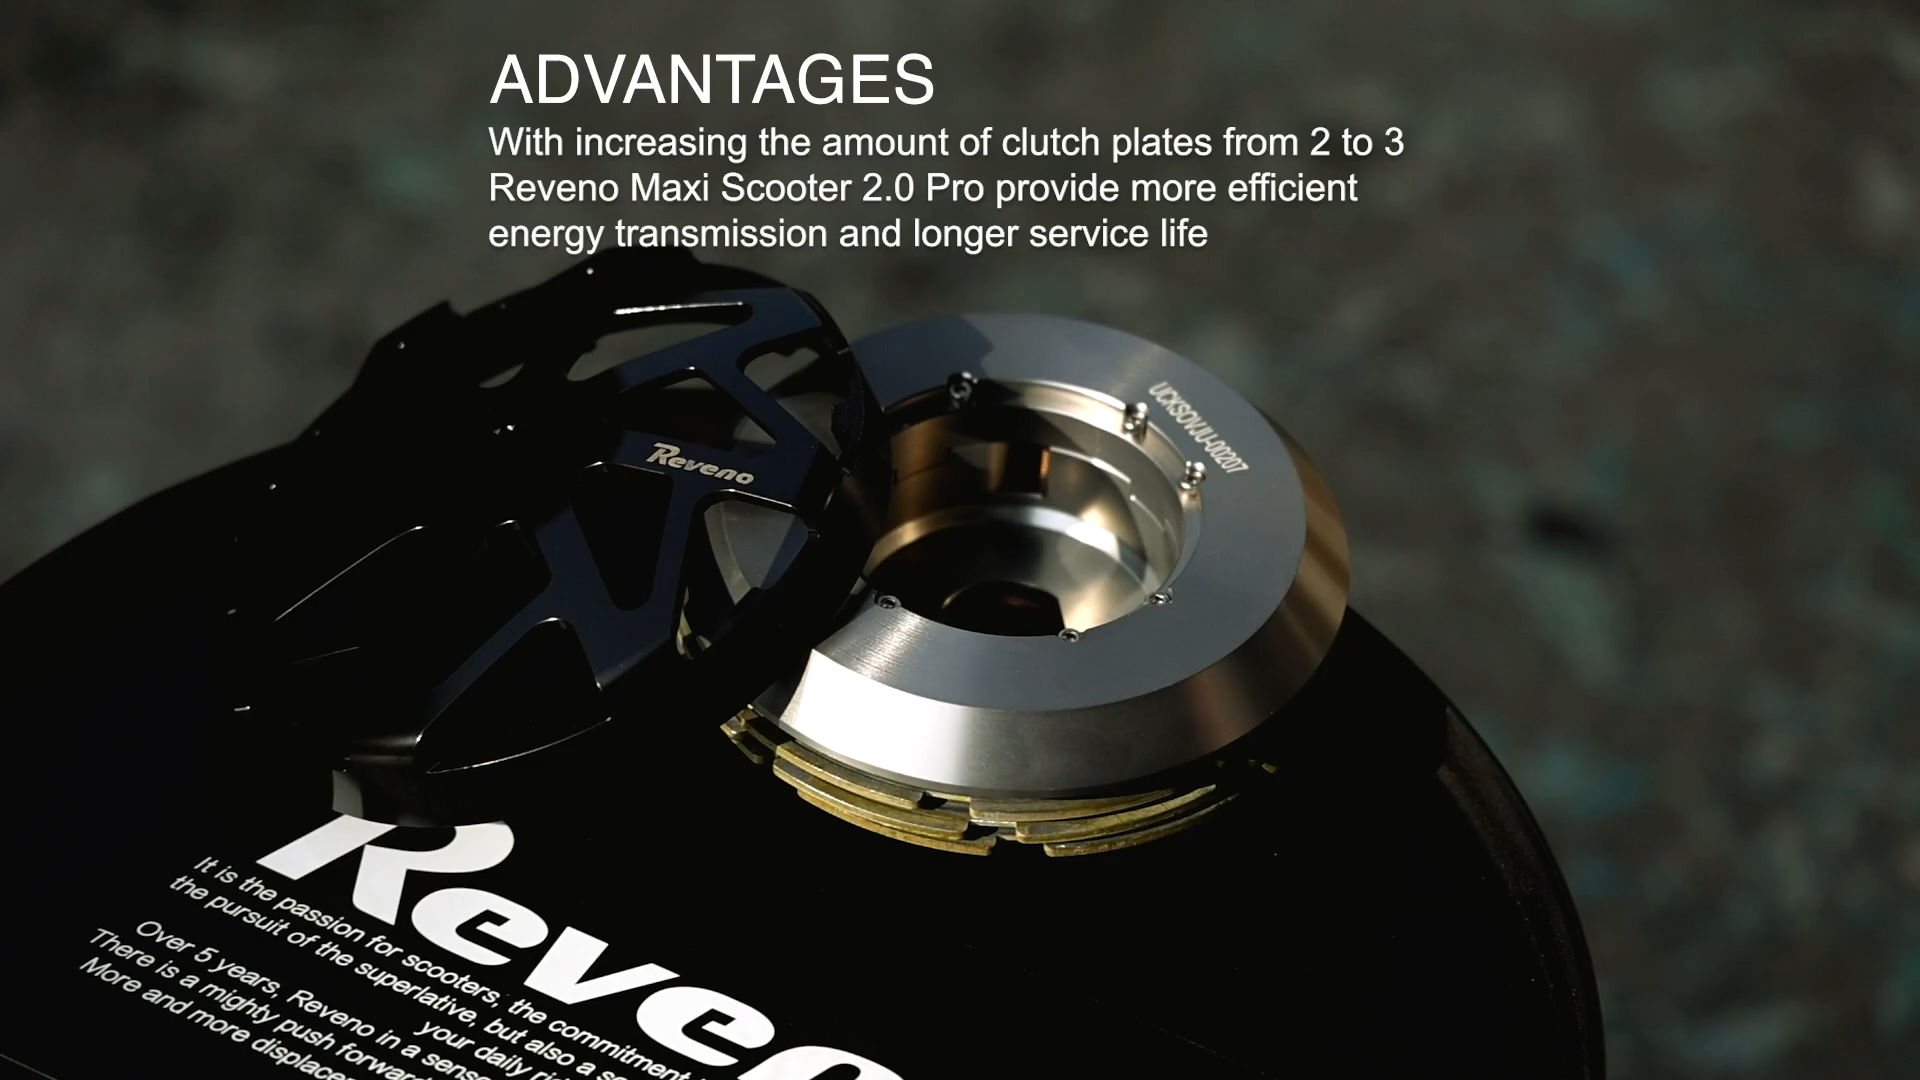 ADVANTAGES
With increasing the amount of clutch plates from 2 to 3
Reveno Maxi Scooter 2.0 Pro provide more efficient
energy transmission and longer service life
UCKSOVJU-00207
Reveno
Reveno
It is the passion for scooters, the commitment
the pursuit of the superlative, but also a
your daily
Over 5 years, Reveno in a sense
There is a mighty push forward
More and more